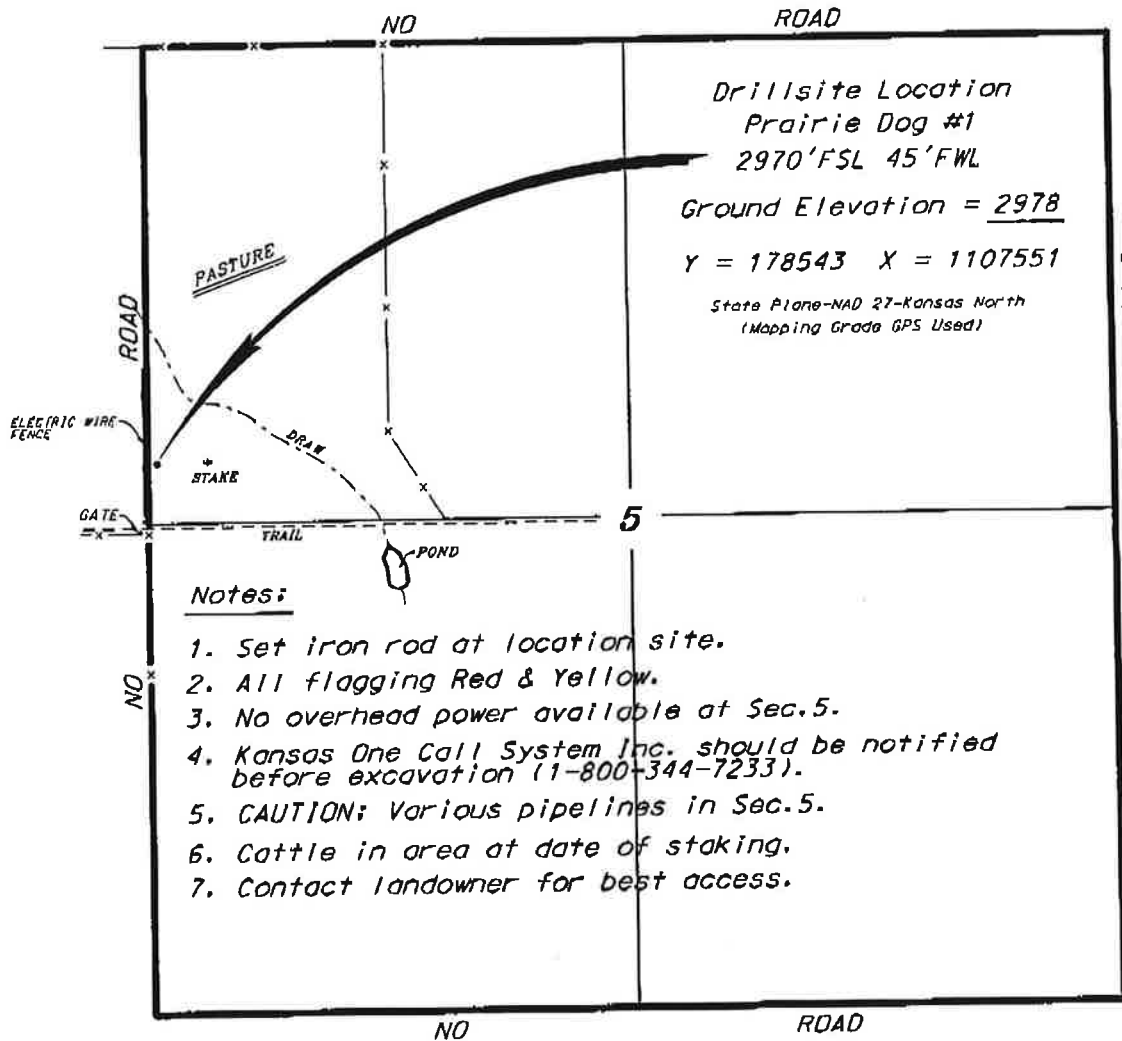 NO ROAD
Drillsite Location
Prairie Dog #1
2970'FSL 45'FWL
Ground Elevation = 2978
Y = 178543 X = 1107551
State Plane-NAD 27-Kansas North
(Mapping Grade GPS Used)
PASTURE
ROAD
ELECTRIC WIRE
FENCE
DRAW
STAKE
GATE
TRAIL
5
POND
NO
Notes:
1. Set iron rod at location site.
2. All flagging Red & Yellow.
3. No overhead power available at Sec.5.
4. Kansas One Call System Inc. should be notified
before excavation (1-800-344-7233).
5. CAUTION: Various pipelines in Sec.5.
6. Cattle in area at date of staking.
7. Contact landowner for best access.
NO ROAD